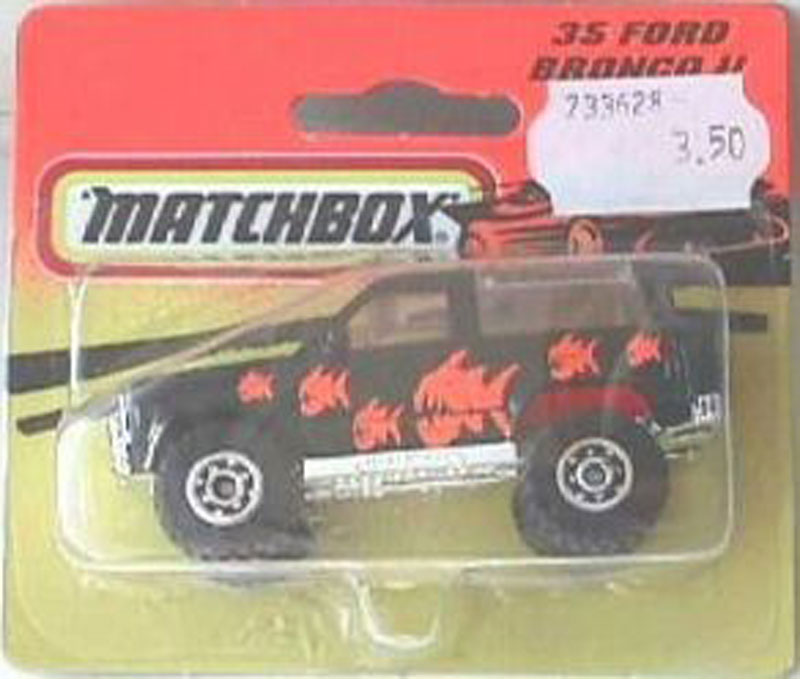 35 FORD
BRONCO II
233628
3.50
MATCHBOX